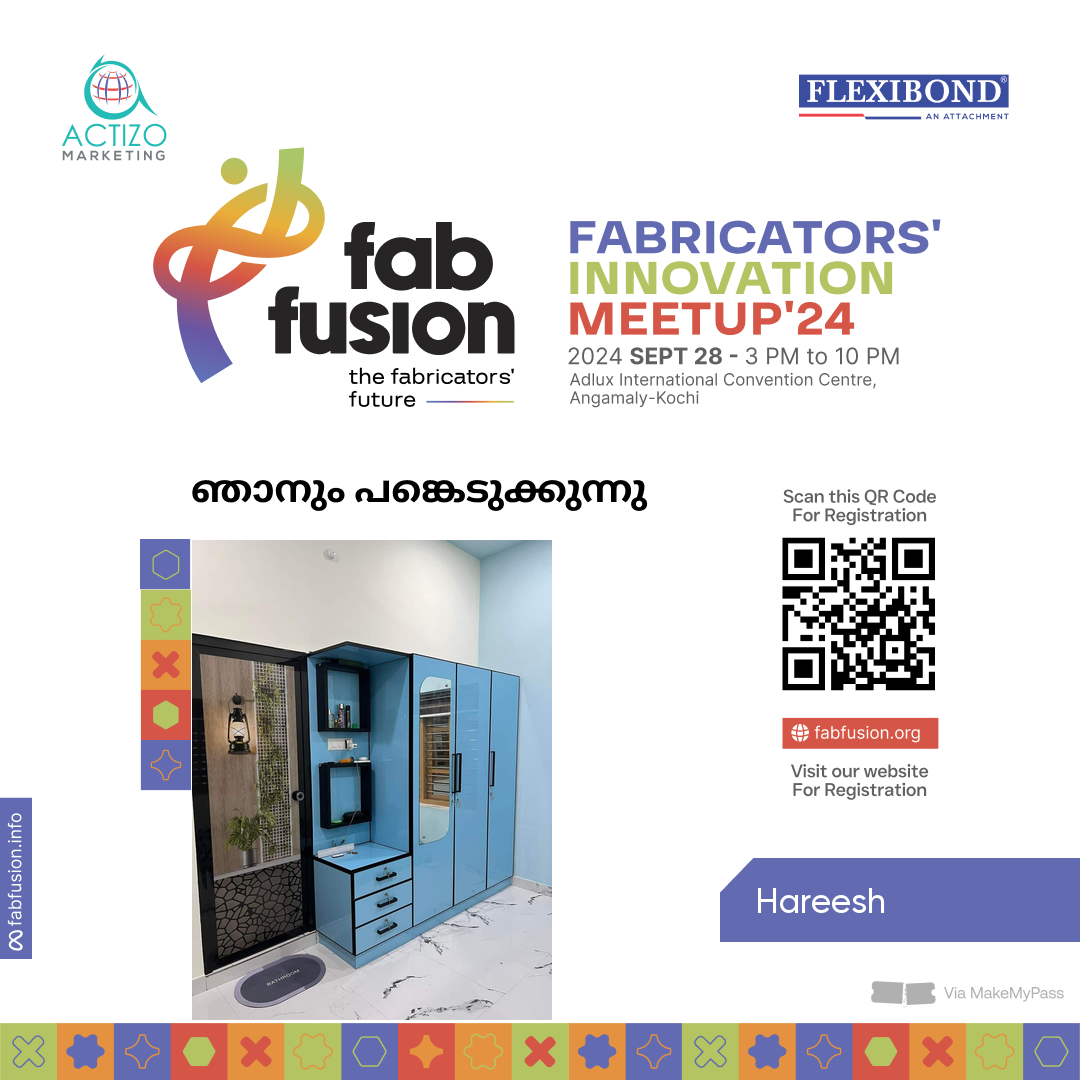 ACTIZO
MARKETING
FLEXIBOND®
AN ATTACHMENT
fab
fusion
the fabricators'
future
FABRICATORS'
INNOVATION
MEETUP'24
2024 SEPT 28 - 3 PM to 10 PM
Adlux International Convention Centre,
Angamaly-Kochi
ഞാനും പങ്കെടുക്കുന്നു
Scan this QR Code
For Registration
fabfusion.org
Visit our website
For Registration
fabfusion.info
BATHROOM
Hareesh
Via MakeMyPass